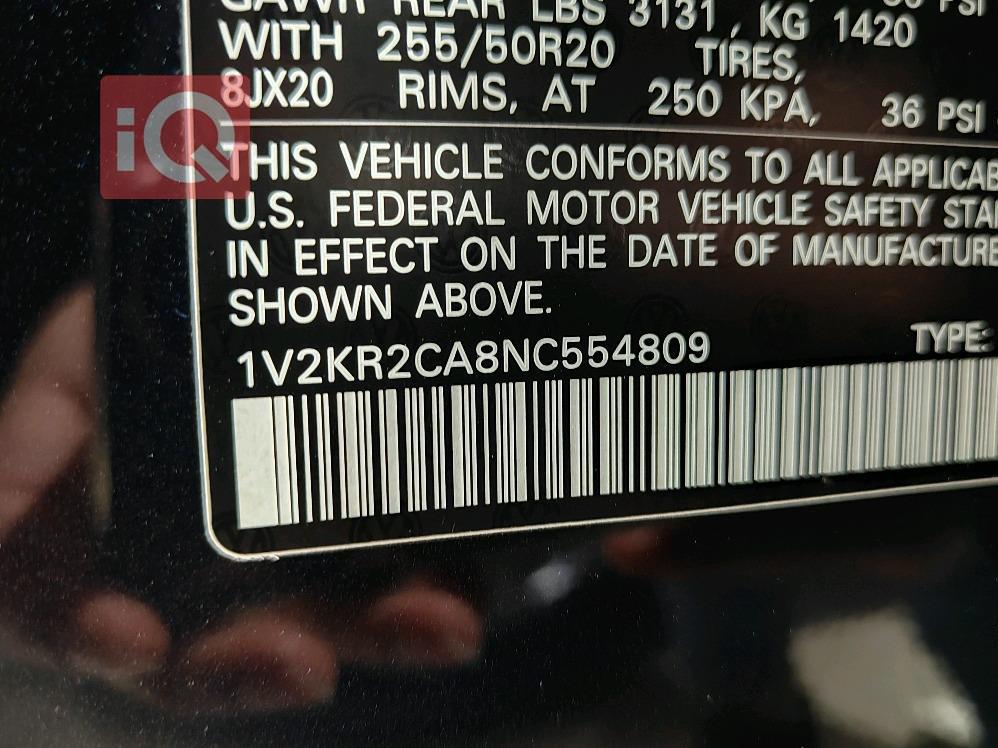 GAWR REAR LBS 3131 , KG 1420
WITH 255/50R20 TIRES,
8JX20 RIMS, AT 250 KPA, 36 PSI
iQ
THIS VEHICLE CONFORMS TO ALL
U.S. FEDERAL MOTOR VEHICLE SAFETY
IN EFFECT ON THE DATE OF MANUFACTURE
SHOWN ABOVE.
1V2KR2CA8NC554809
TYPE: